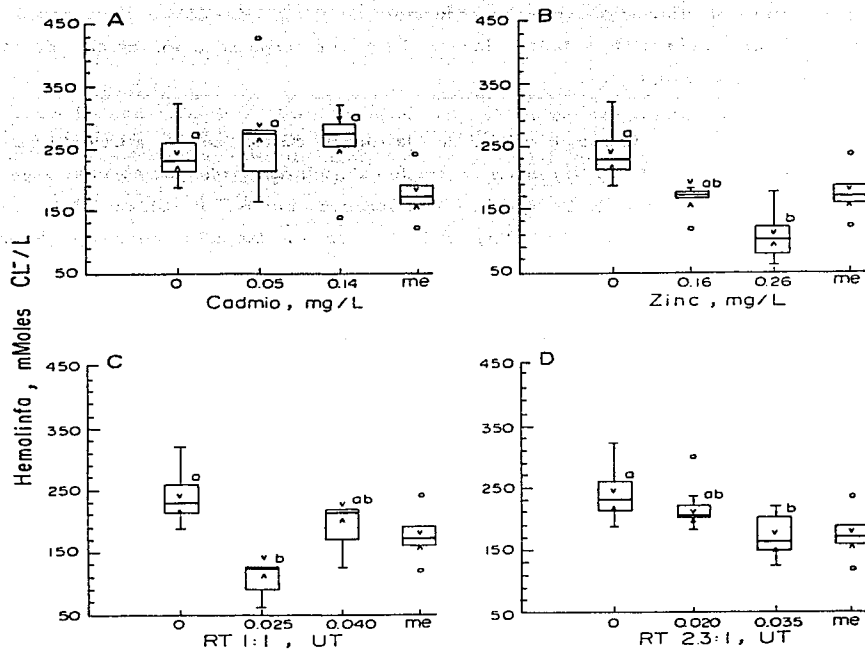 A
B
450
350
250
150
50
a
a
a
0
0.05
0.14
me
Cadmio, mg/L
450
350
250
150
50
a
ab
b
0
0.16
0.26
me
Zinc, mg/L
Hemolinfa, mMoles CL-/L
C
D
450
350
250
150
50
a
b
ab
0
0.025
0.040
me
RT 1:1, UT
450
350
250
150
50
a
ab
b
0
0.020
0.035
me
RT 2.3:1, UT